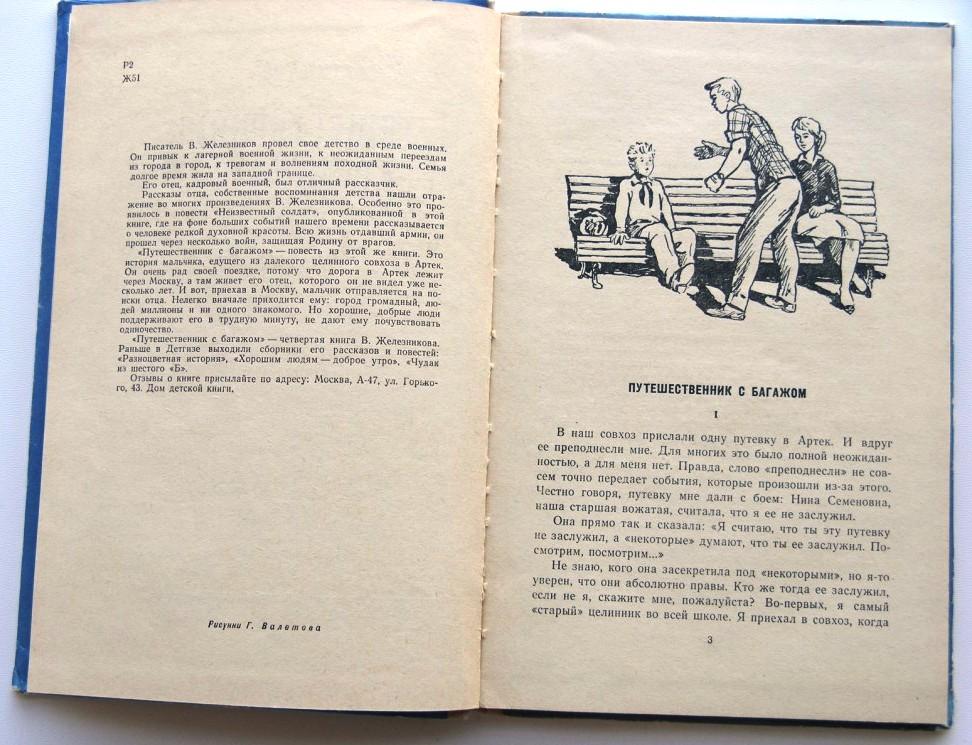 Р2
Ж51
Писатель В. Железников провел свое детство в среде военных.
Он привык к лагерной военной жизни, к неожиданным переездам
из города в город, к тревогам и волнениям походной жизни. Семья
долгое время жила на западной границе.
Его отец, кадровый военный, был отличный рассказчик.
Рассказы отца, собственные воспоминания детства нашли отра-
жение во многих произведениях В. Железникова. Особенно это про-
явилось в повести «Неизвестный солдат», опубликованной в этой
книге, где на фоне больших событий нашего времени рассказывается
о человеке редкой духовной красоты. Всю жизнь отдавший армии, он
прошел через несколько войн, защищая Родину от врагов.
«Путешественник с багажом» — повесть из этой же книги. Это
история мальчика, едущего из далекого целинного совхоза в Артек.
Он очень рад своей поездке, потому что дорога в Артек лежит
через Москву, а там живет его отец, которого он не видел уже не-
сколько лет. И вот, приехав в Москву, мальчик отправляется на по-
иски отца. Нелегко вначале приходится ему: город громадный, лю-
дей миллионы и ни одного знакомого. Но хорошие, добрые люди
поддерживают его в трудную минуту, не дают ему почувствовать
одиночество.
«Путешественник с багажом» — четвертая книга В. Железникова.
Раньше в Детгизе выходили сборники его рассказов и повестей:
«Разноцветная история», «Хорошим людям — доброе утро», «Чудак
из шестого «Б».
Отзывы о книге присылайте по адресу: Москва, А-47, ул. Горько-
го, 43. Дом детской книги.
Рисунки Г. Валетова
ПУТЕШЕСТВЕННИК С БАГАЖОМ
I
В наш совхоз прислали одну путевку в Артек. И вдруг
ее преподнесли мне. Для многих это было полной неожидан-
ностью, а для меня нет. Правда, слово «преподнесли» не сов-
сем точно передает события, которые произошли из-за этого.
Честно говоря, путевку мне дали с боем: Нина Семеновна,
наша старшая вожатая, считала, что я ее не заслужил.
Она прямо так и сказала: «Я считаю, что ты эту путевку
не заслужил, а «некоторые» думают, что ты ее заслужил. По-
смотрим, посмотрим...»
Не знаю, кого она засекретила под «некоторыми», но я-то
уверен, что они абсолютно правы. Кто же тогда ее заслужил,
если не я, скажите мне, пожалуйста? Во-первых, я самый
«старый» целинник во всей школе. Я приехал в совхоз, когда
3